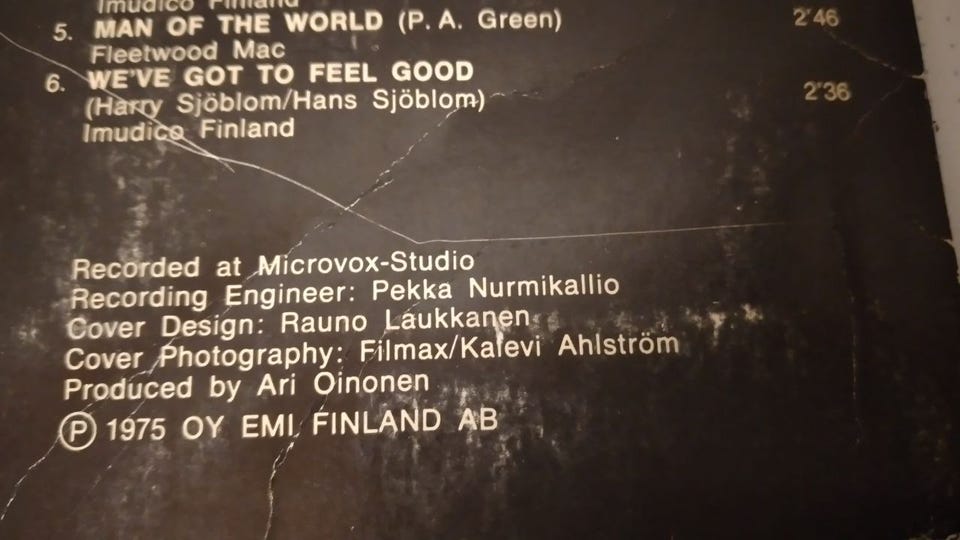 Imudico Finland
5. MAN OF THE WORLD (P. A. Green) 2'46
Fleetwood Mac
6. WE'VE GOT TO FEEL GOOD
(Harry Sjöblom/Hans Sjöblom) 2'36
Imudico Finland
Recorded at Microvox-Studio
Recording Engineer: Pekka Nurmikallio
Cover Design: Rauno Laukkanen
Cover Photography: Filmax/Kalevi Ahlström
Produced by Ari Oinonen
Ⓟ 1975 OY EMI FINLAND AB